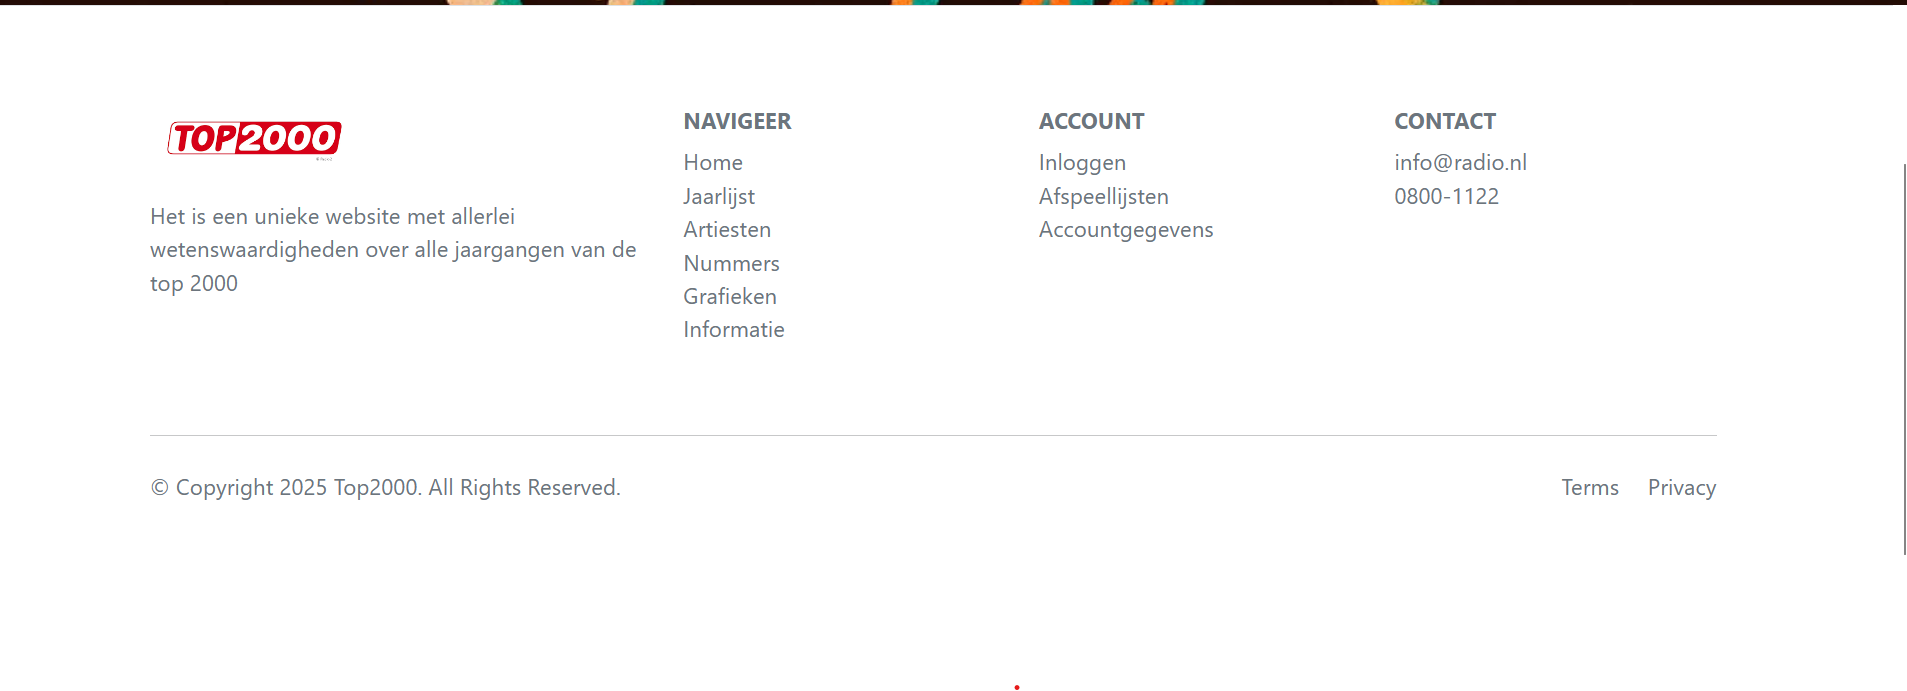 TOP2000
Het is een unieke website met allerlei
wetenswaardigheden over alle jaargangen van de
top 2000
NAVIGEER
Home
Jaarlijst
Artiesten
Nummers
Grafieken
Informatie
ACCOUNT
Inloggen
Afspeellijsten
Accountgegevens
CONTACT
info@radio.nl
0800-1122
© Copyright 2025 Top2000. All Rights Reserved.
Terms Privacy